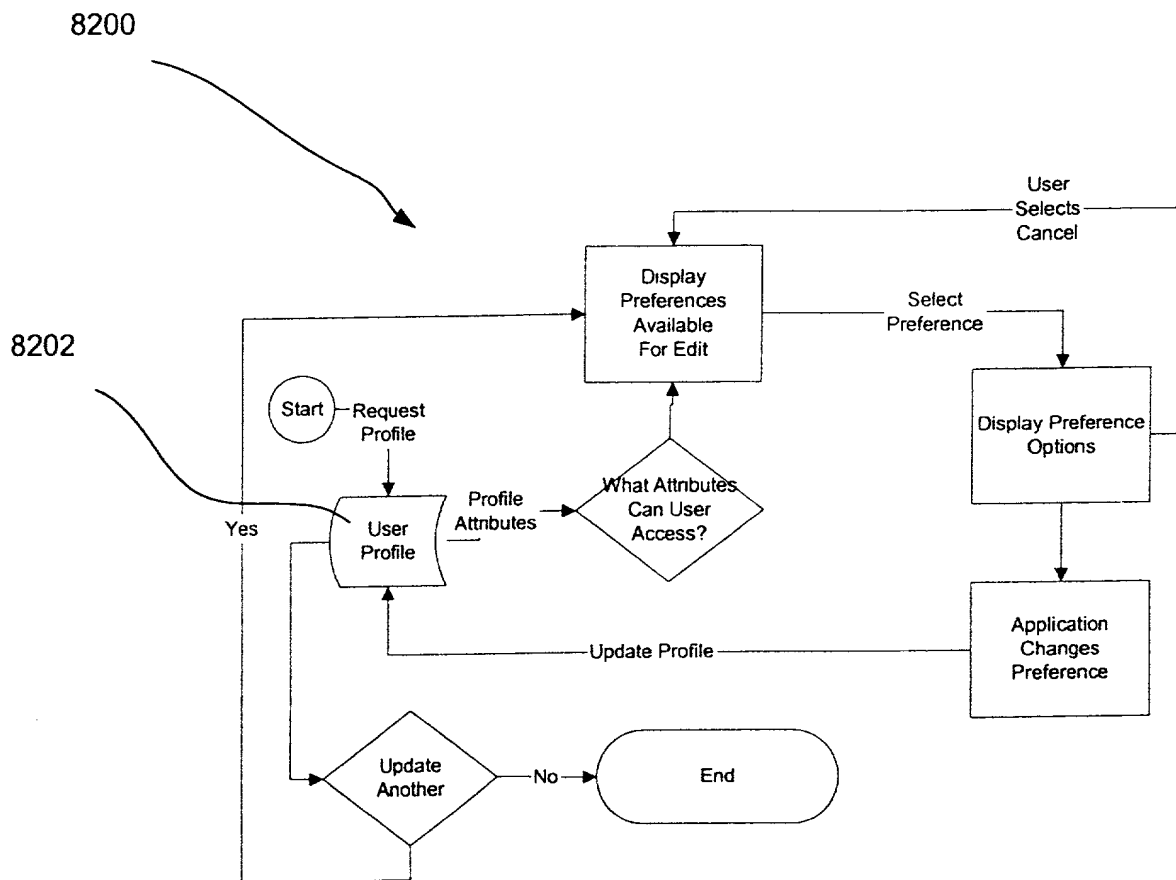 8200
User
Selects
Cancel
Display
Preferences
Available
For Edit
Select
Preference
8202
Start
Request
Profile
Display Preference
Options
What Attributes
Can User
Access?
Profile
Attributes
User
Profile
Yes
Application
Changes
Preference
Update Profile
Update
Another
No
End